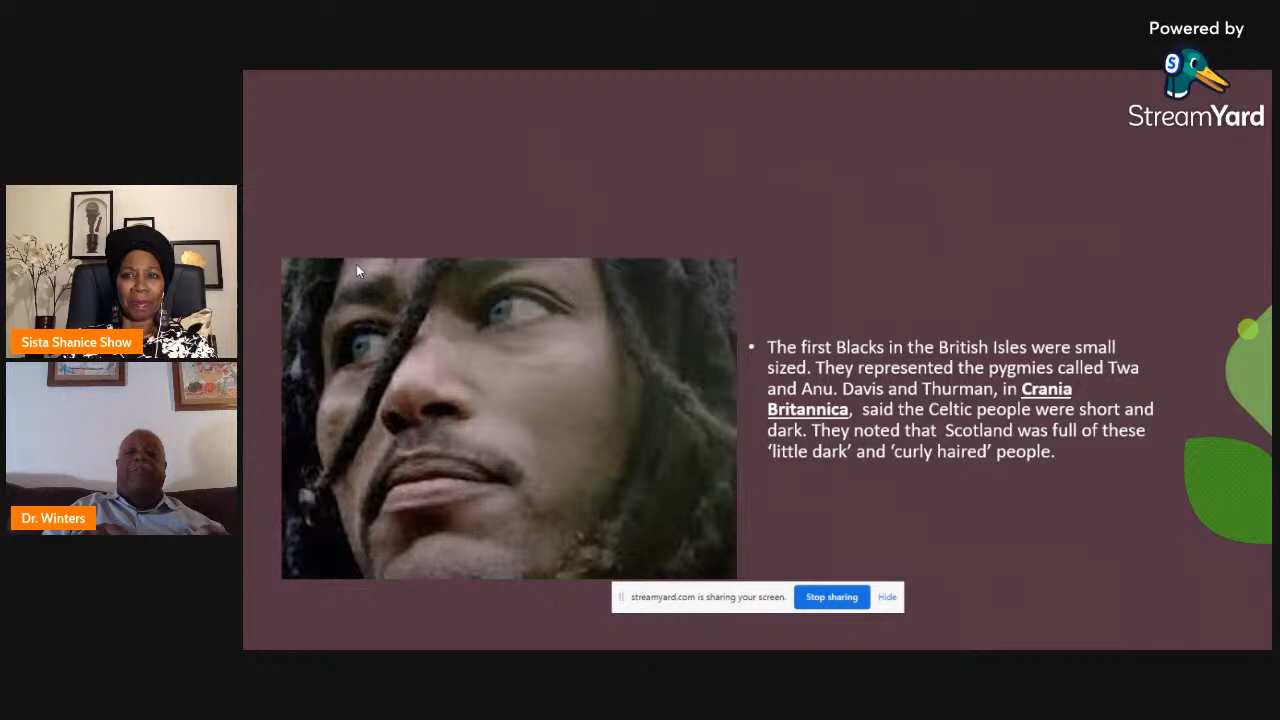 Powered by
StreamYard
Sista Shanice Show
Dr. Winters
• The first Blacks in the British Isles were small
sized. They represented the pygmies called Twa
and Anu. Davis and Thurman, in Crania
Britannica, said the Celtic people were short and
dark. They noted that Scotland was full of these
‘little dark’ and ‘curly haired’ people.
streamyard.com is sharing your screen.
Stop sharing
Hide